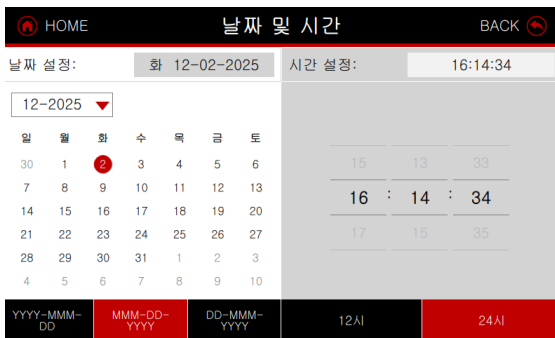 HOME 날짜 및 시간 BACK
날짜 설정: 화 12-02-2025 시간 설정: 16:14:34
12-2025
일 월 화 수 목 금 토
30 1 2 3 4 5 6
7 8 9 10 11 12 13
14 15 16 17 18 19 20
21 22 23 24 25 26 27
28 29 30 31 1 2 3
4 5 6 7 8 9 10
15 13 33
16 : 14 : 34
17 15 35
YYYY-MMM-
DD
MMM-DD-
YYYY
DD-MMM-
YYYY
12시
24시